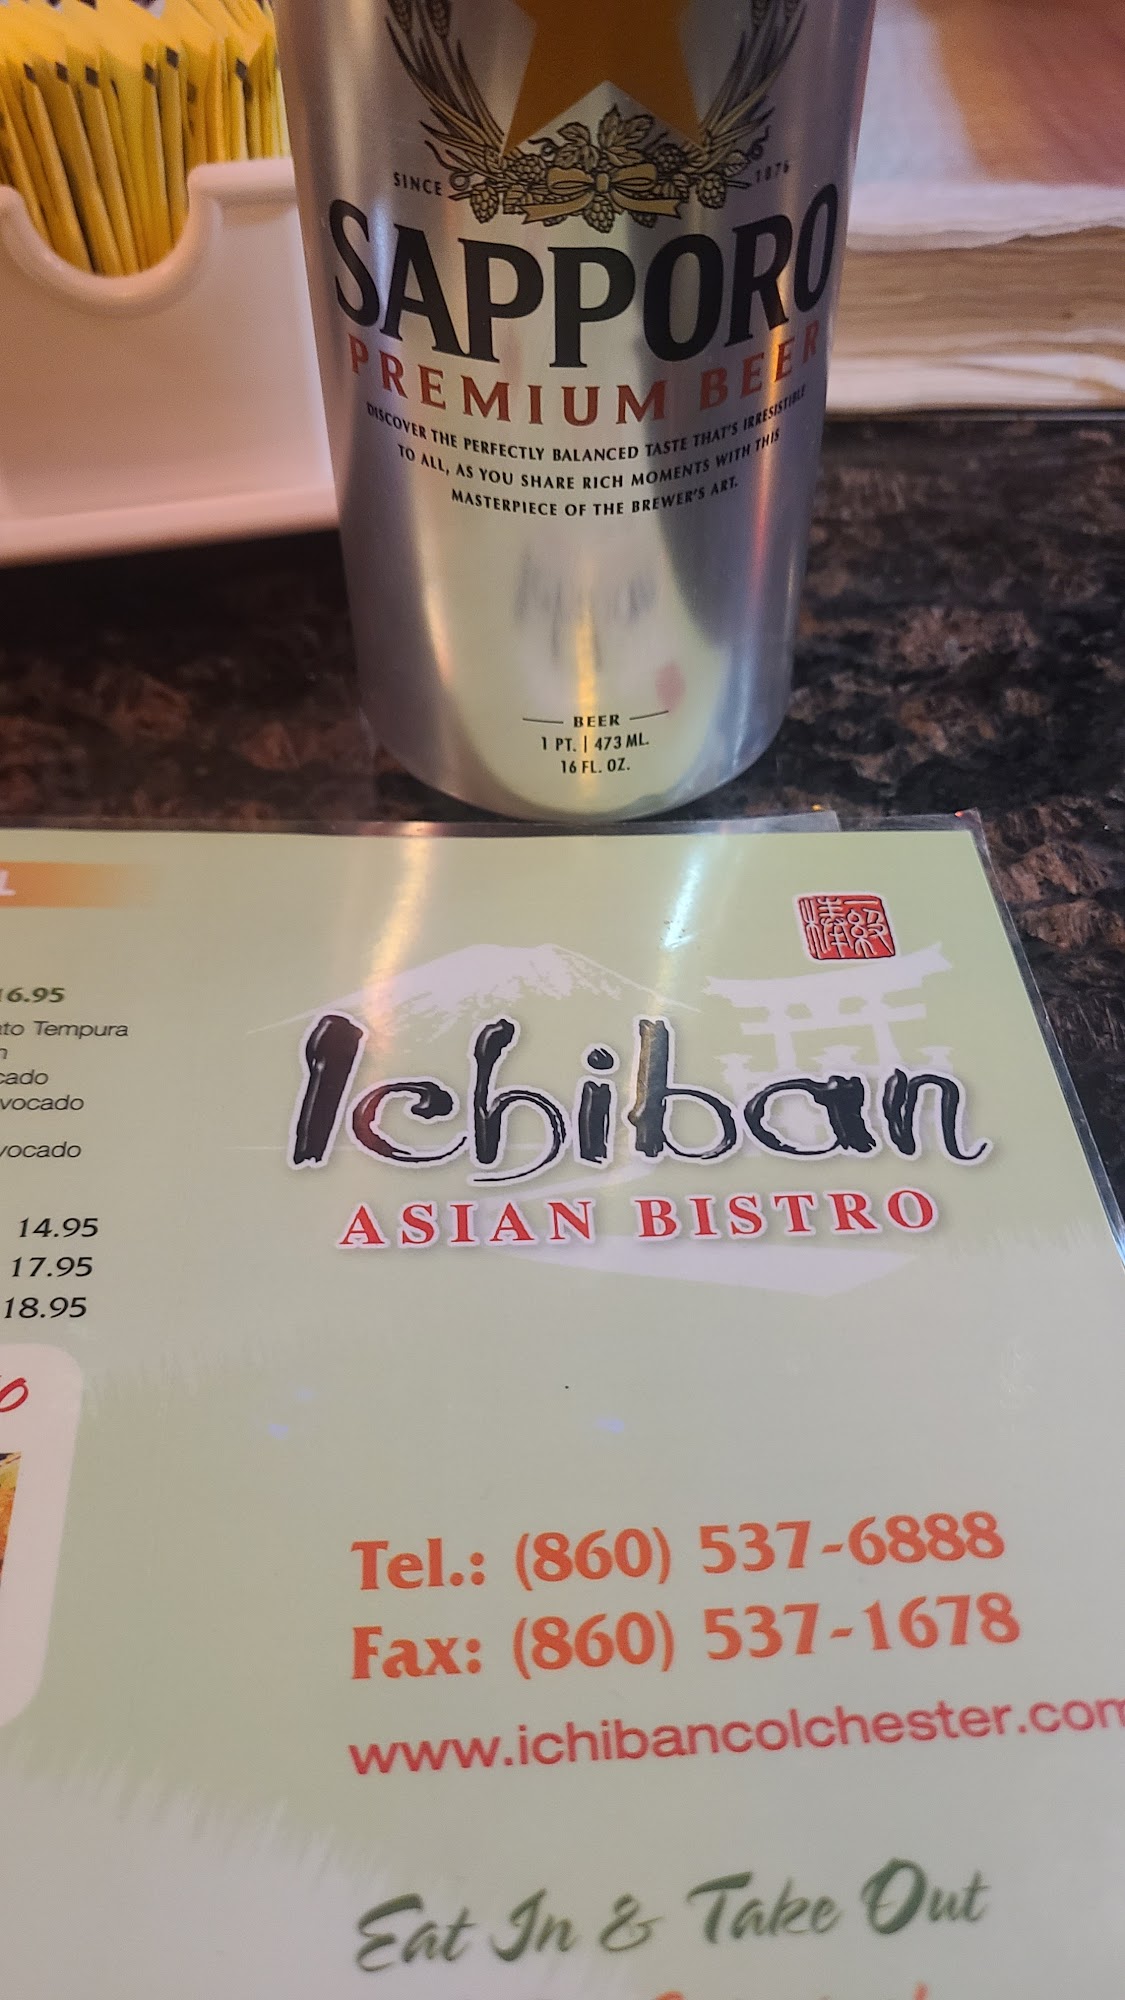 SINCE 1876
SAPPORO
PREMIUM BEER
DISCOVER THE PERFECTLY BALANCED TASTE THAT'S IRRESISTIBLE
TO ALL, AS YOU SHARE RICH MOMENTS WITH THIS
MASTERPIECE OF THE BREWER'S ART.
BEER
1 PT. | 473 ML.
16 FL. OZ.
L
16.95
Tempura
vocado
14.95
17.95
18.95
Ichiban
ASIAN BISTRO
Tel.: (860) 537-6888
Fax: (860) 537-1678
www.ichibancolchester.com
Eat In & Take Out